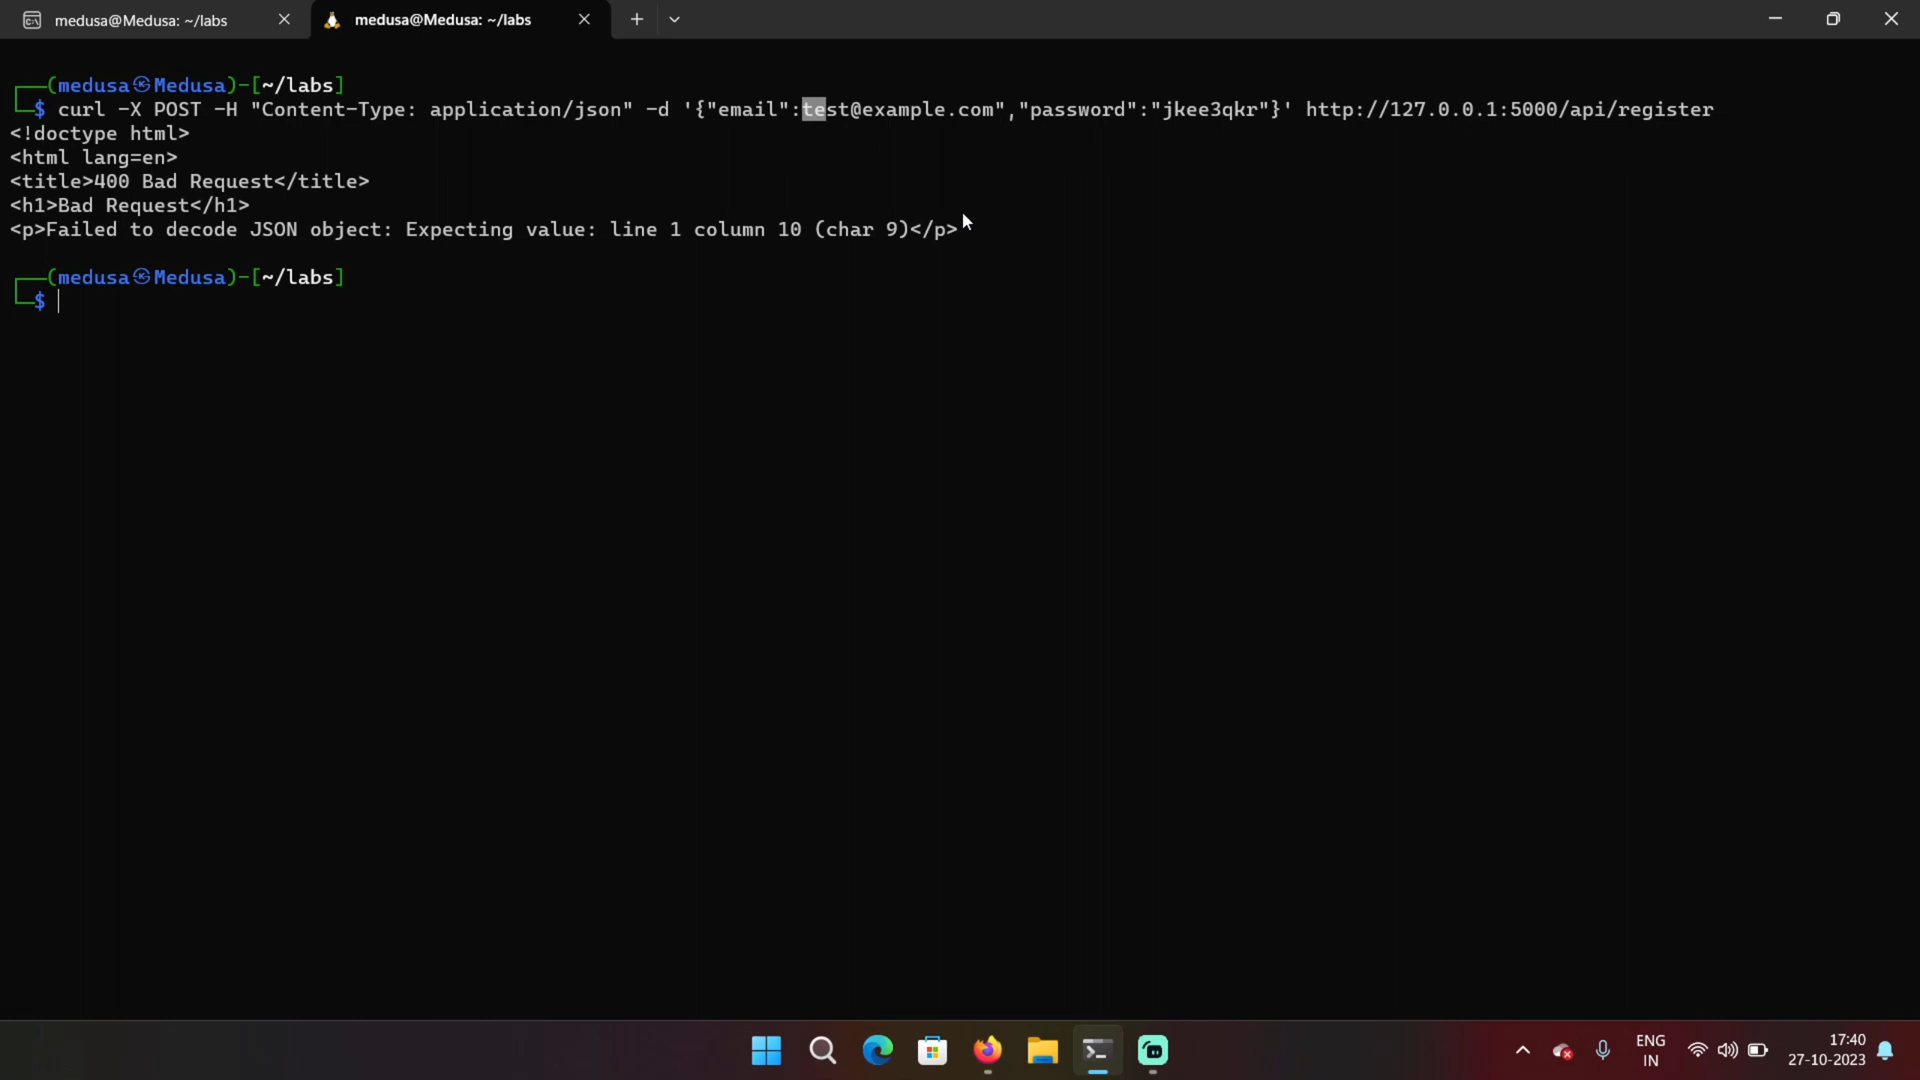 medusa@Medusa: ~/labs
medusa@Medusa: ~/labs
┌──(medusa㉿Medusa)-[~/labs]
└─$ curl -X POST -H "Content-Type: application/json" -d '{"email":test@example.com","password":"jkee3qkr"}' http://127.0.0.1:5000/api/register
<!doctype html>
<html lang=en>
<title>400 Bad Request</title>
<h1>Bad Request</h1>
<p>Failed to decode JSON object: Expecting value: line 1 column 10 (char 9)</p>
┌──(medusa㉿Medusa)-[~/labs]
└─$
ENG
IN
17:40
27-10-2023